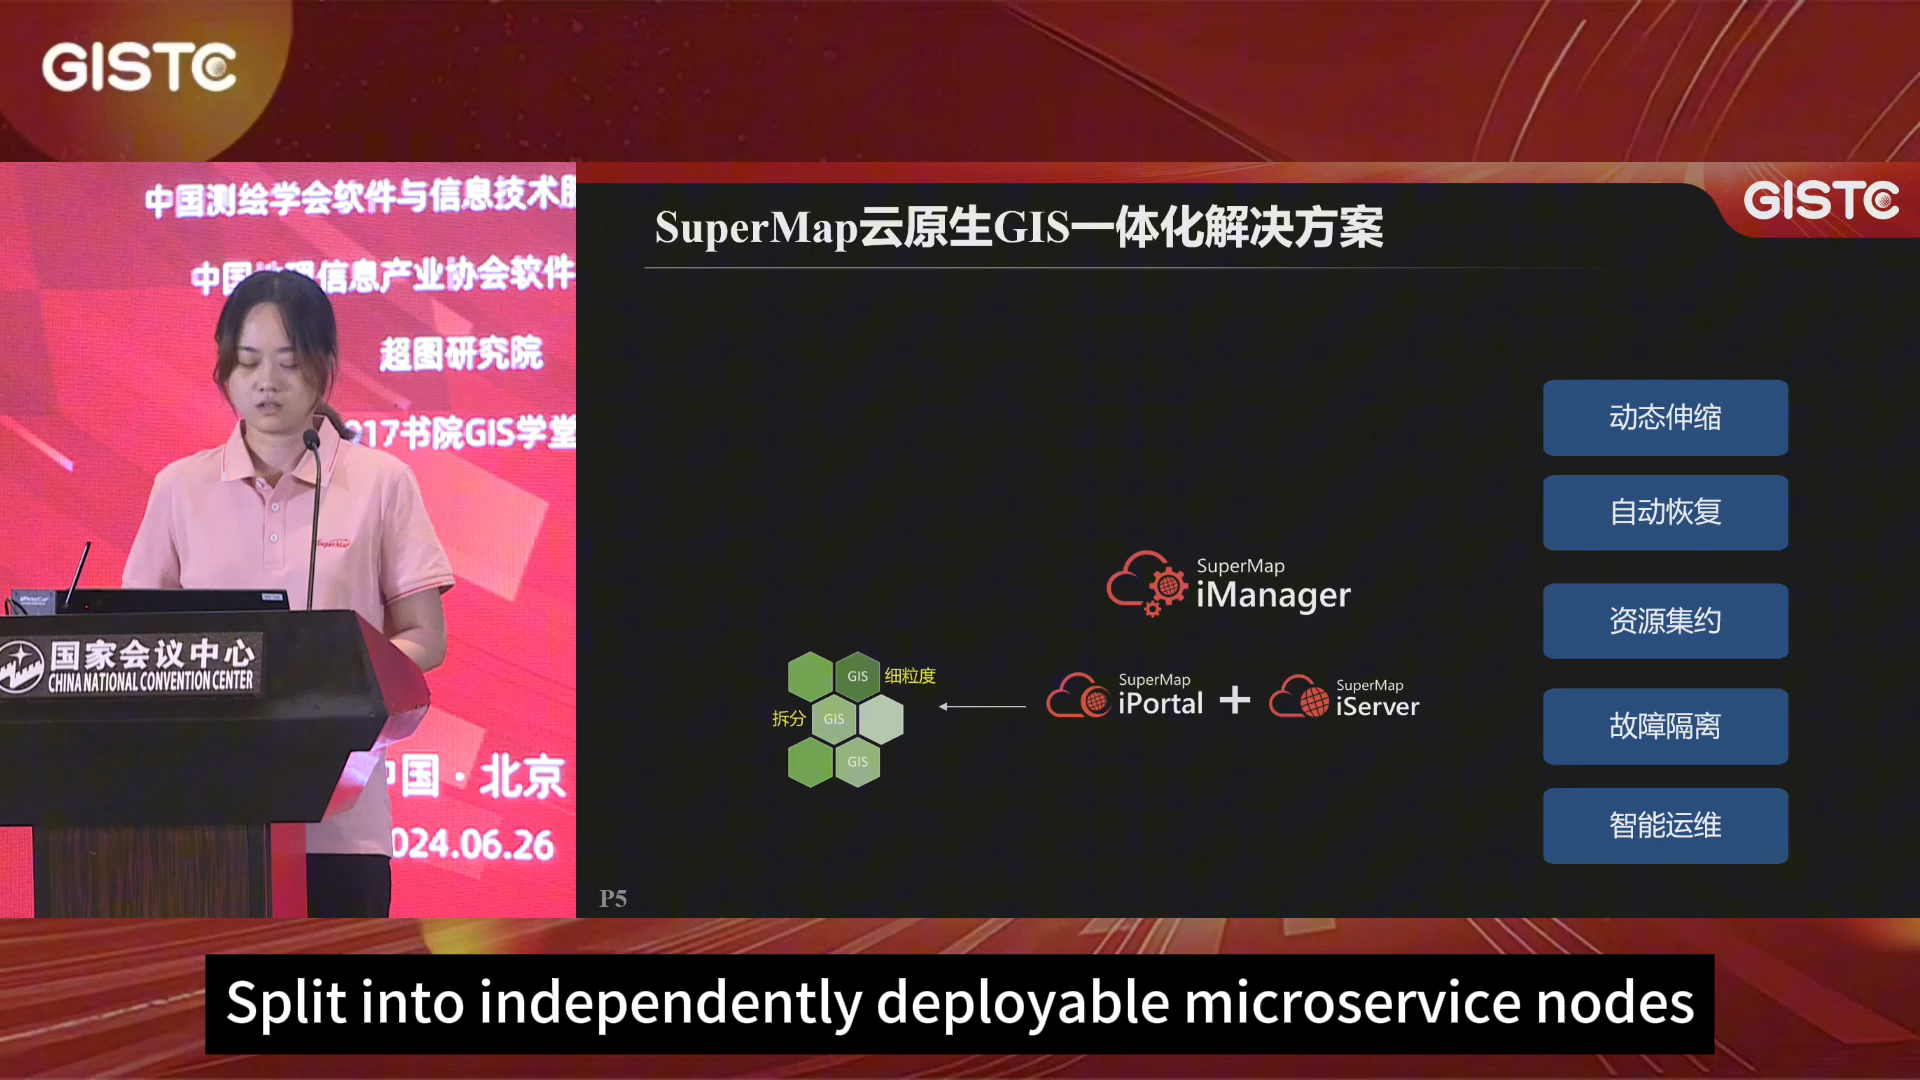 GISTC
中国测绘学会软件与信息技术
中国地理信息产业协会软件
超图研究院
017书院GIS学堂
SuperMap
国家会议中心
CHINA NATIONAL CONVENTION CENTER
中国·北京
2024.06.26
GISTC
SuperMap云原生GIS一体化解决方案
动态伸缩
自动恢复
资源集约
故障隔离
智能运维
SuperMap
iManager
SuperMap
iPortal
+
SuperMap
iServer
GIS
细粒度
拆分
GIS
GIS
P5
Split into independently deployable microservice nodes